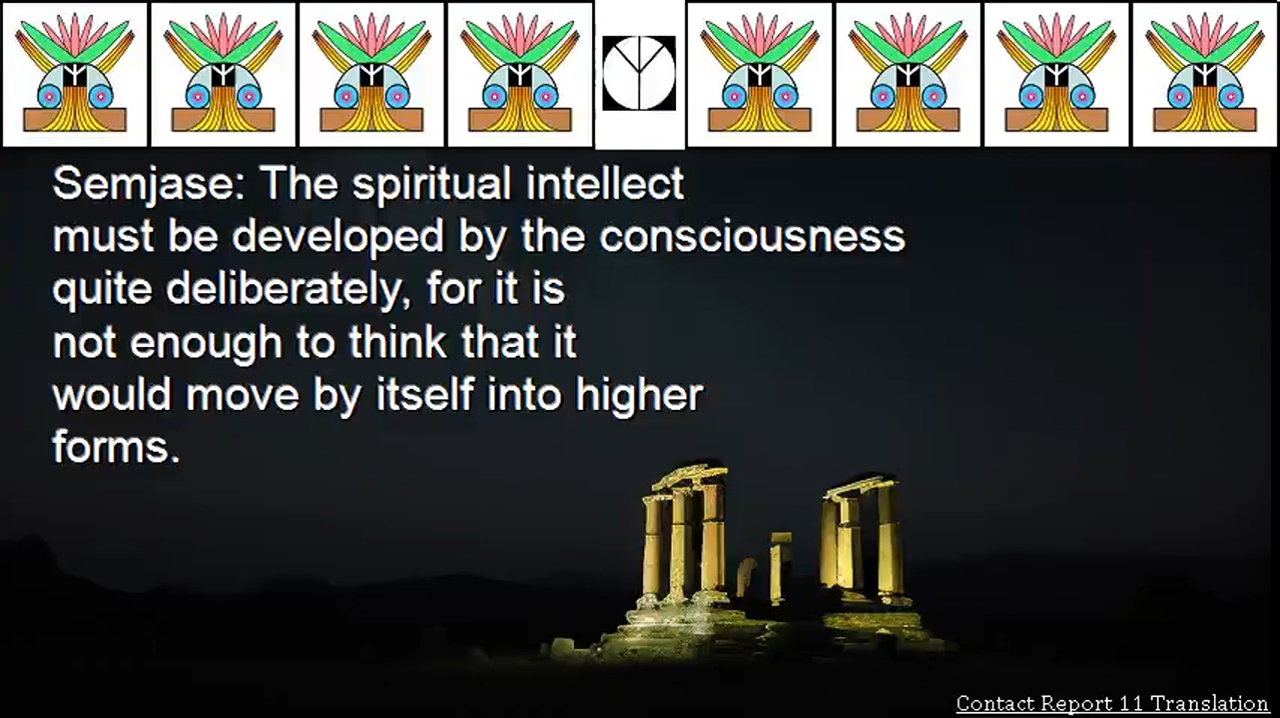 Semjase: The spiritual intellect
must be developed by the consciousness
quite deliberately, for it is
not enough to think that it
would move by itself into higher
forms.
Contact Report 11 Translation